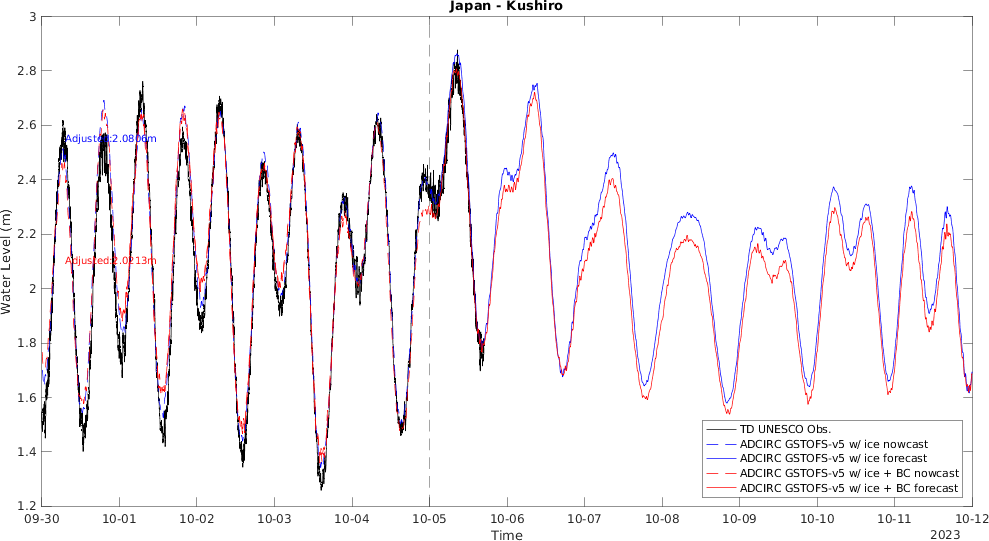 Japan - Kushiro
3
2.8
2.6
2.4
2.2
2
1.8
1.6
1.4
1.2
Water Level (m)
Adjusted:2.0806m
Adjusted:2.0213m
TD UNESCO Obs.
ADCIRC GSTOFS-v5 w/ ice nowcast
ADCIRC GSTOFS-v5 w/ ice forecast
ADCIRC GSTOFS-v5 w/ ice + BC nowcast
ADCIRC GSTOFS-v5 w/ ice + BC forecast
09-30 10-01 10-02 10-03 10-04 10-05 10-06 10-07 10-08 10-09 10-10 10-11 10-12
Time
2023